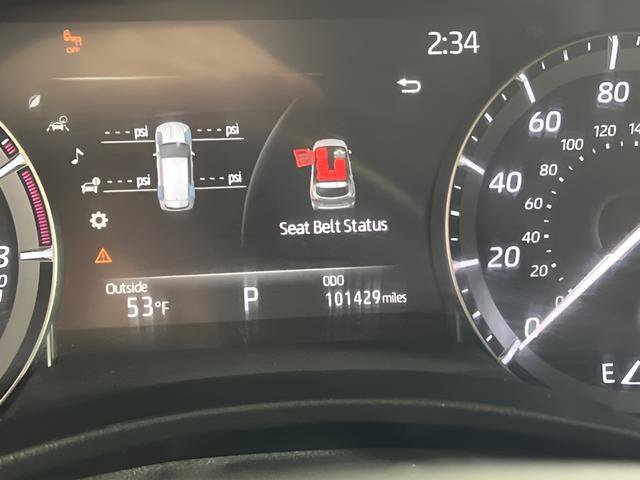 OFF
2:34
--- psi --- psi
--- psi --- psi
Seat Belt Status
Outside
53°F
P
ODO
101429 miles
80
60
40
20
0
120
100
80
60
40
20
E